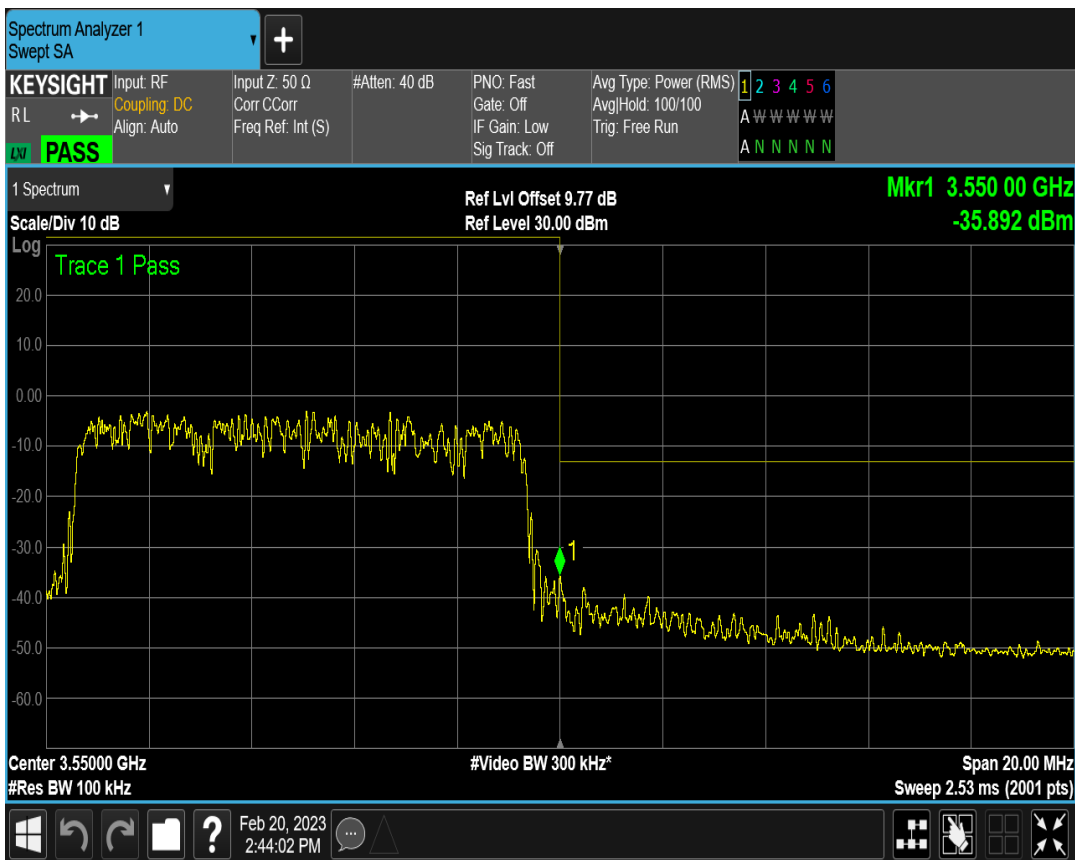 Spectrum Analyzer 1
Swept SA
+
KEYSIGHT
RL
LXI PASS
Input: RF
Coupling: DC
Align: Auto
Input Z: 50 Ω
Corr CCorr
Freq Ref: Int (S)
#Atten: 40 dB
PNO: Fast
Gate: Off
IF Gain: Low
Sig Track: Off
Avg Type: Power (RMS)
Avg|Hold: 100/100
Trig: Free Run
1 2 3 4 5 6
A W W W W W
A N N N N N
1 Spectrum
Scale/Div 10 dB
Ref Lvl Offset 9.77 dB
Ref Level 30.00 dBm
Mkr1 3.550 00 GHz
-35.892 dBm
Log
Trace 1 Pass
20.0
10.0
0.00
-10.0
-20.0
-30.0
1
-40.0
-50.0
-60.0
Center 3.55000 GHz
#Res BW 100 kHz
#Video BW 300 kHz*
Span 20.00 MHz
Sweep 2.53 ms (2001 pts)
?
Feb 20, 2023
2:44:02 PM